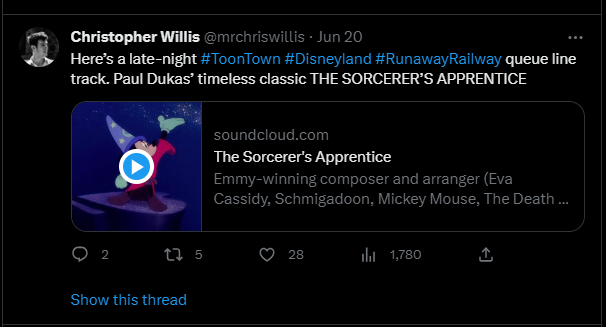 Christopher Willis @mrchriswillis · Jun 20
Here’s a late-night #ToonTown #Disneyland #RunawayRailway queue line
track. Paul Dukas’ timeless classic THE SORCERER’S APPRENTICE
soundcloud.com
The Sorcerer's Apprentice
Emmy-winning composer and arranger (Eva
Cassidy, Schmigadoon, Mickey Mouse, The Death ...
2 5 28 1,780
Show this thread